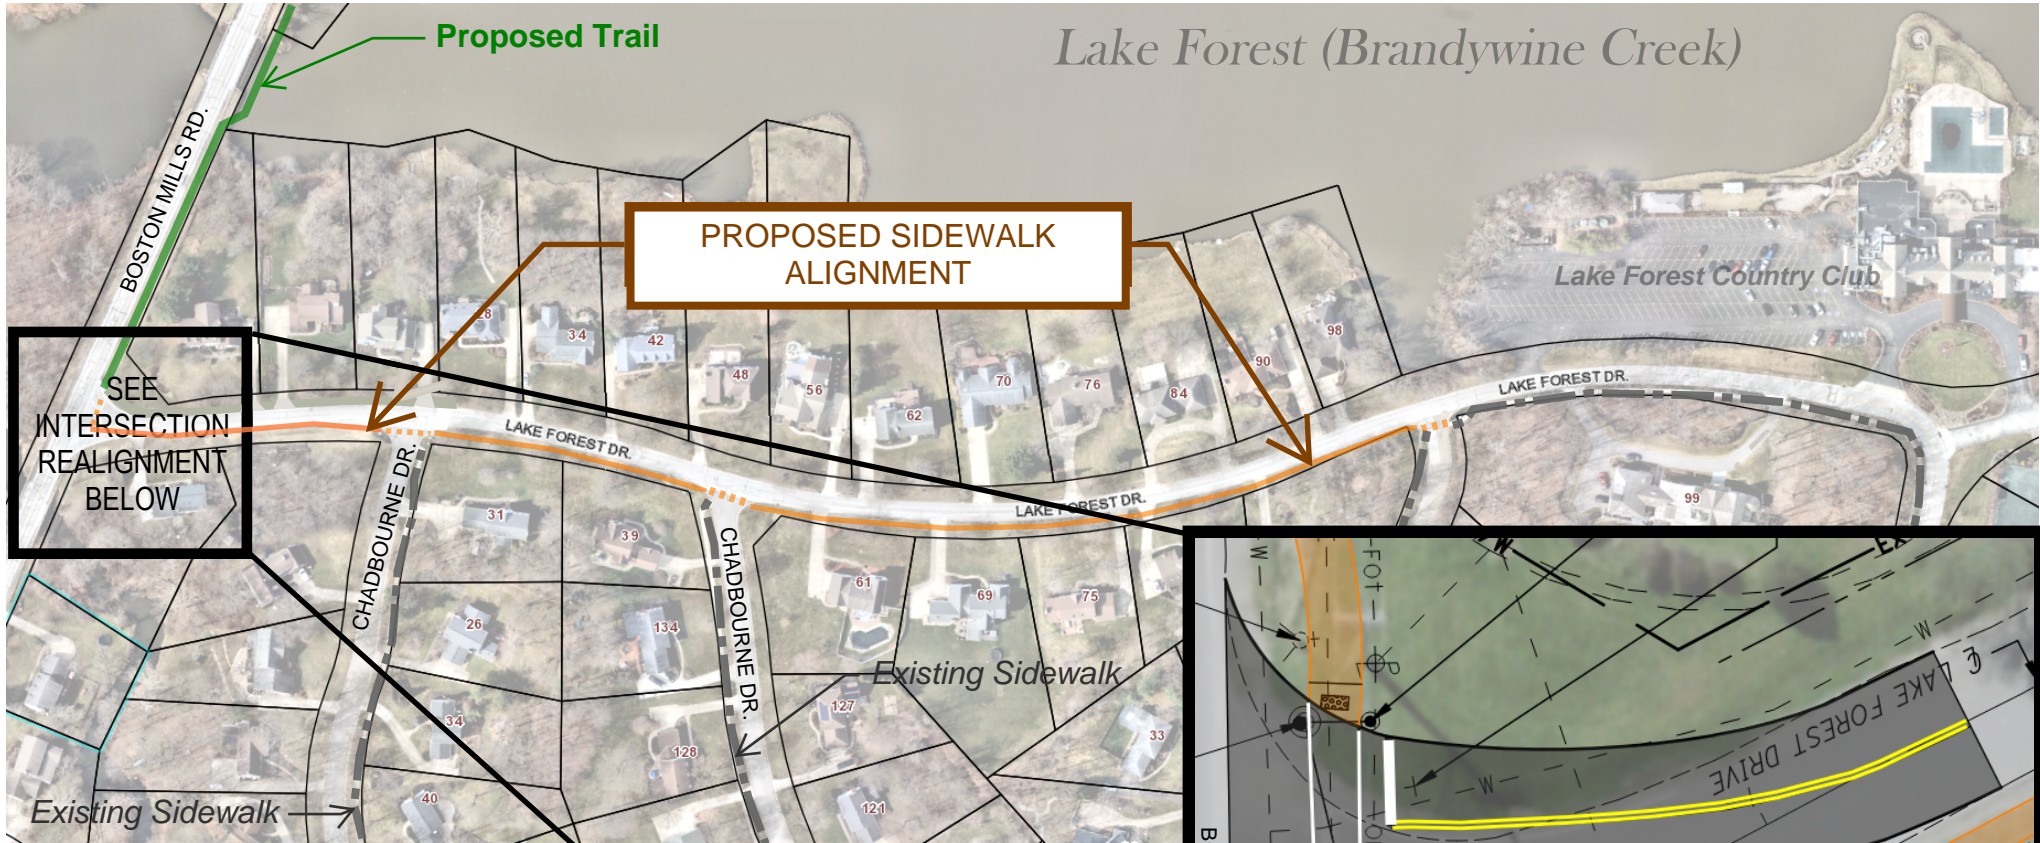 Proposed Trail
Lake Forest (Brandywine Creek)
BOSTON MILLS RD.
PROPOSED SIDEWALK
ALIGNMENT
Lake Forest Country Club
28
34
42
48
56
62
70
76
84
90
98
SEE
INTERSECTION
REALIGNMENT
BELOW
LAKE FOREST DR.
LAKE FOREST DR.
LAKE FOREST DR.
CHADBOURNE DR.
CHADBOURNE DR.
31
39
61
69
75
99
26
134
34
128
127
33
40
121
Existing Sidewalk
Existing Sidewalk
W
E
FO
W
EX
W
W
P
℄ LAKE FOREST DRIVE
B
L